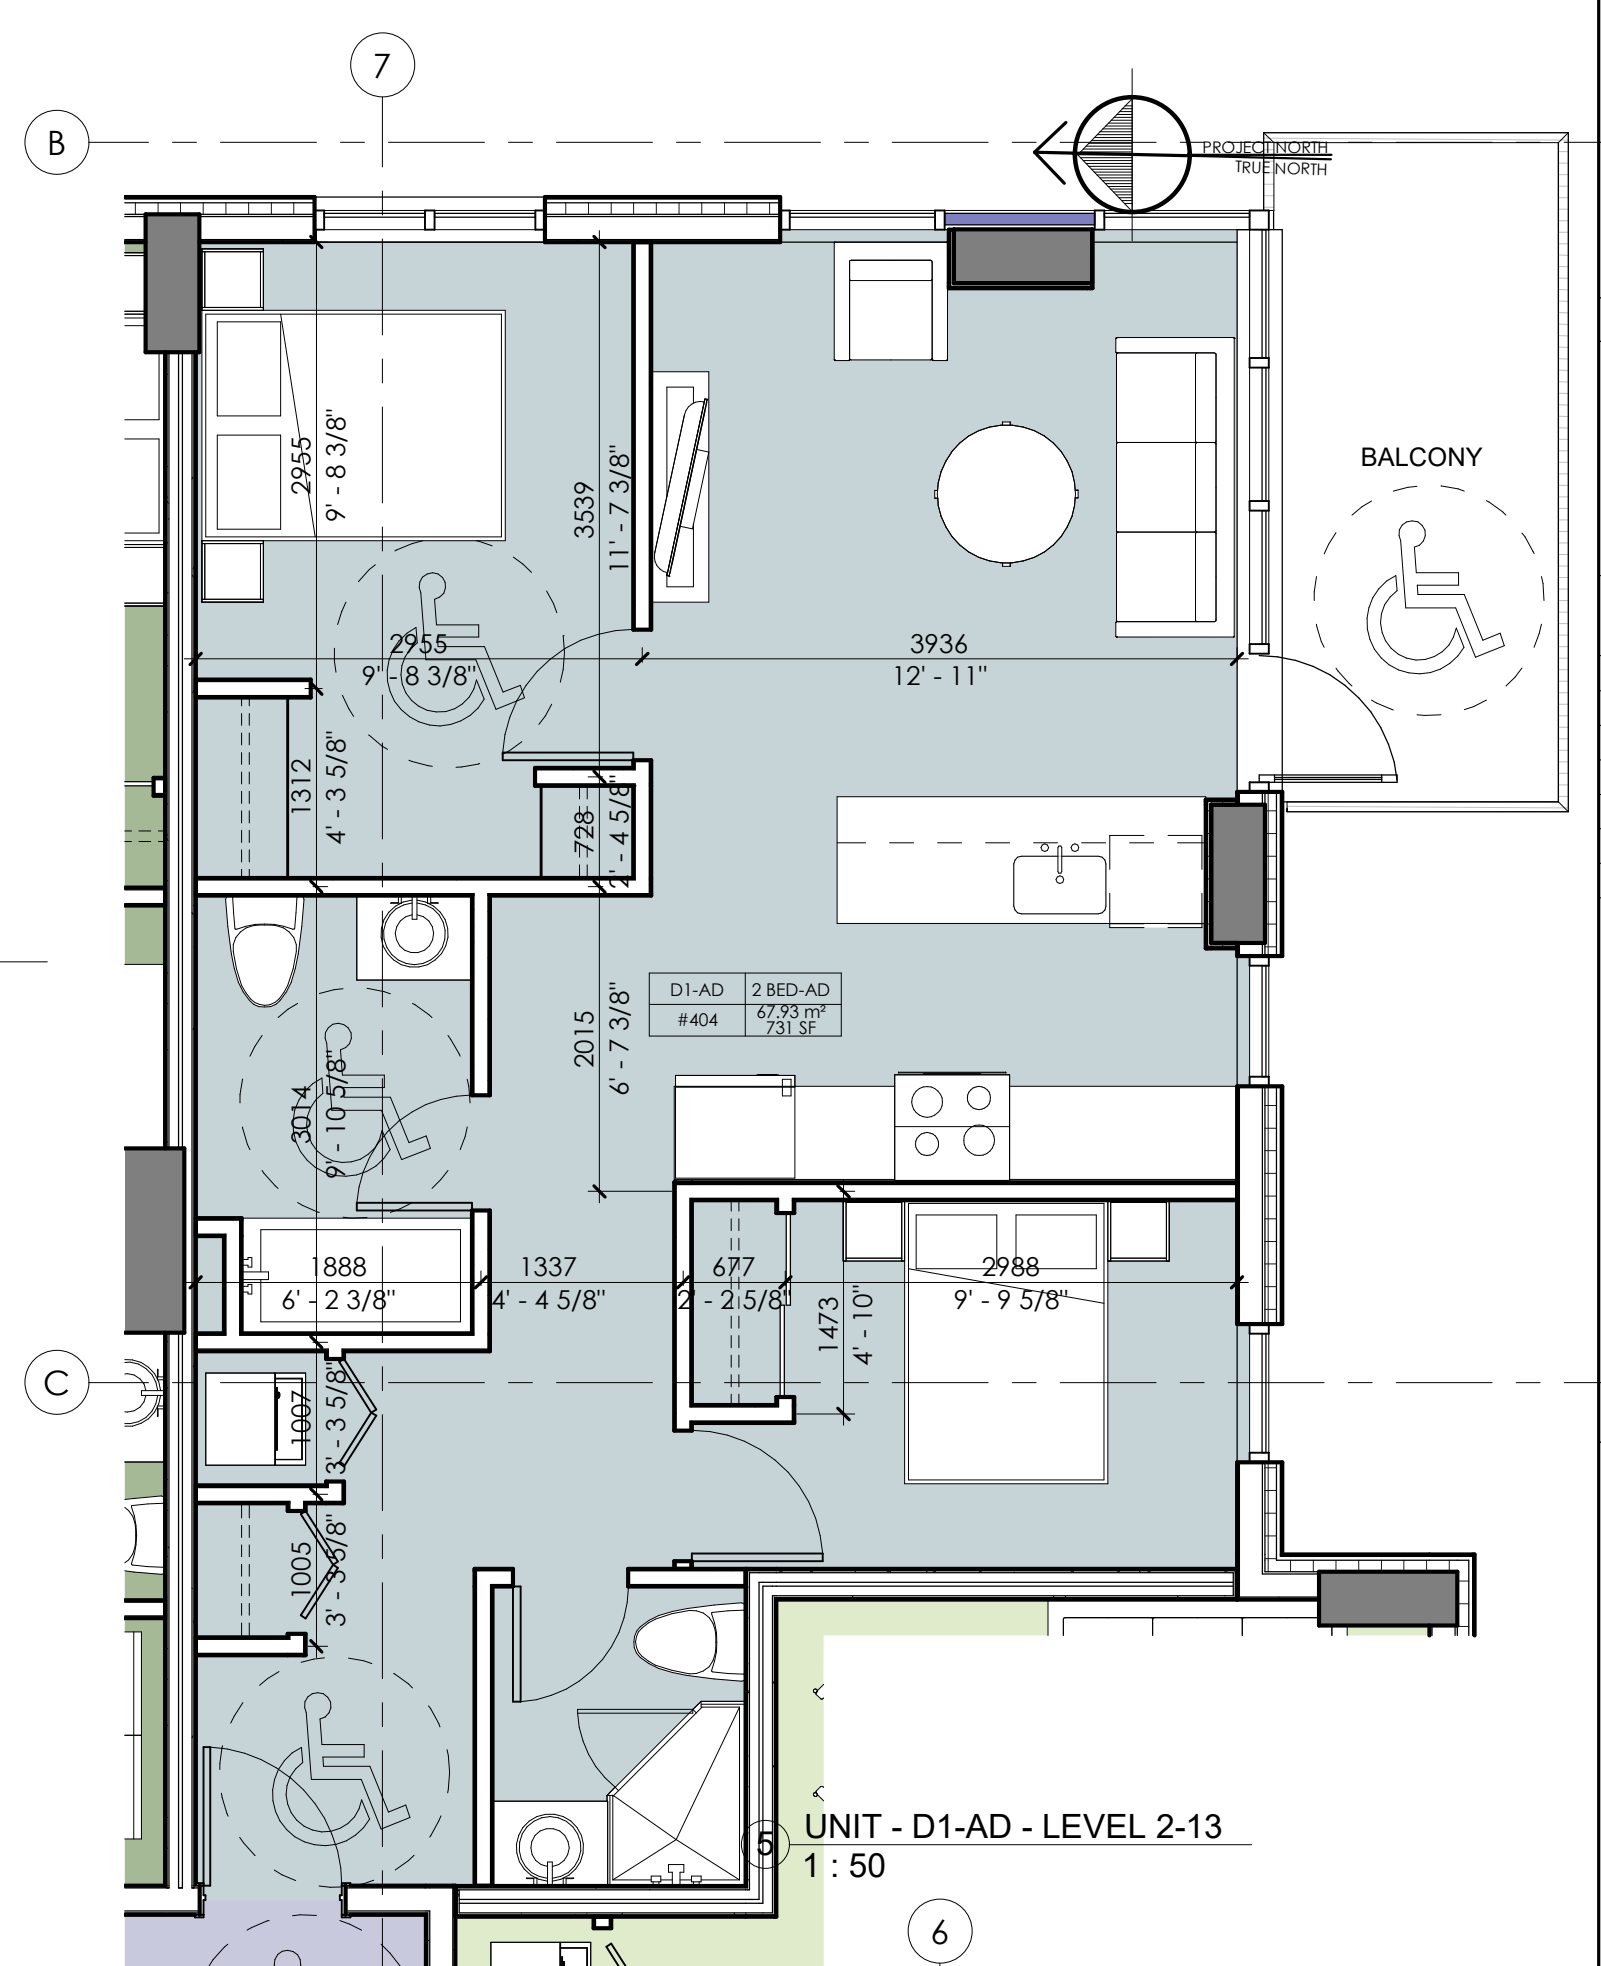 7
B
PROJECT NORTH
TRUE NORTH
BALCONY
2955
9' - 8 3/8"
3539
11' - 7 3/8"
2955
9' - 8 3/8"
3936
12' - 11"
1312
4' - 3 5/8"
728
2' - 4 5/8"
D1-AD
2 BED-AD
#404
67.93 m²
731 SF
2015
6' - 7 3/8"
3014
9' - 10 5/8"
1888
6' - 2 3/8"
1337
4' - 4 5/8"
677
2' - 2 5/8"
2988
9' - 9 5/8"
1473
4' - 10"
C
1007
3' - 3 5/8"
1005
3' - 3 5/8"
5
UNIT - D1-AD - LEVEL 2-13
1 : 50
6